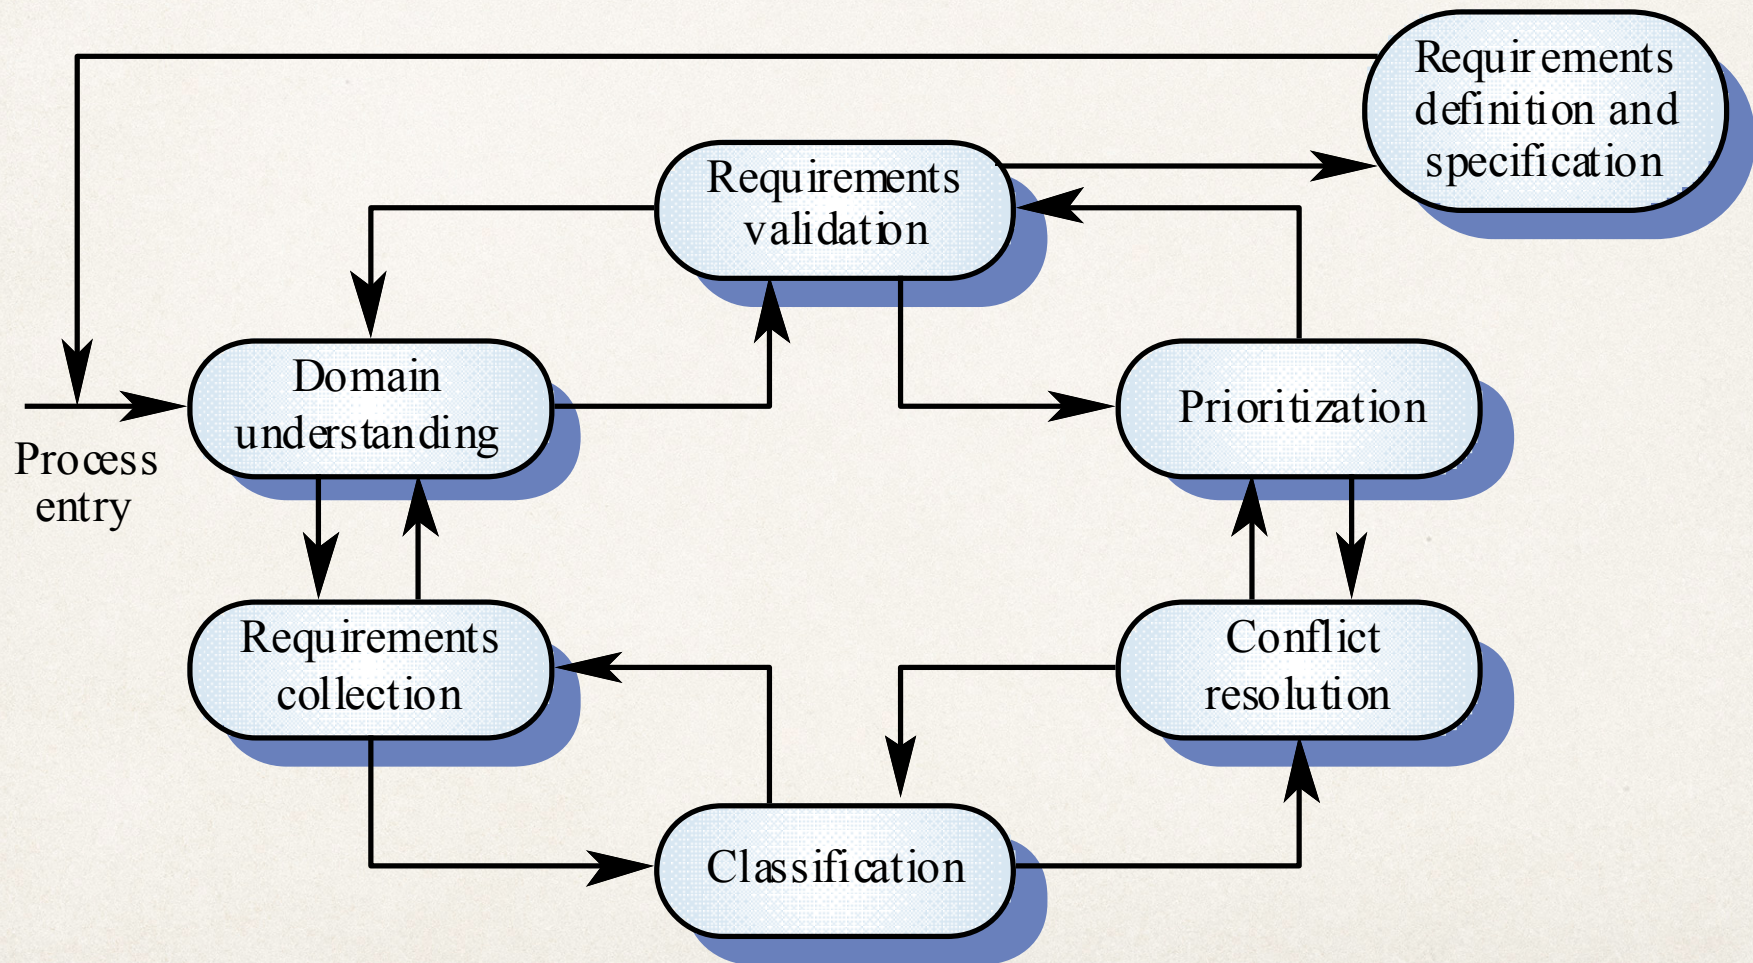 Requirements
definition and
specification
Requirements
validation
Domain
understanding
Prioritization
Process
entry
Requirements
collection
Conflict
resolution
Classification